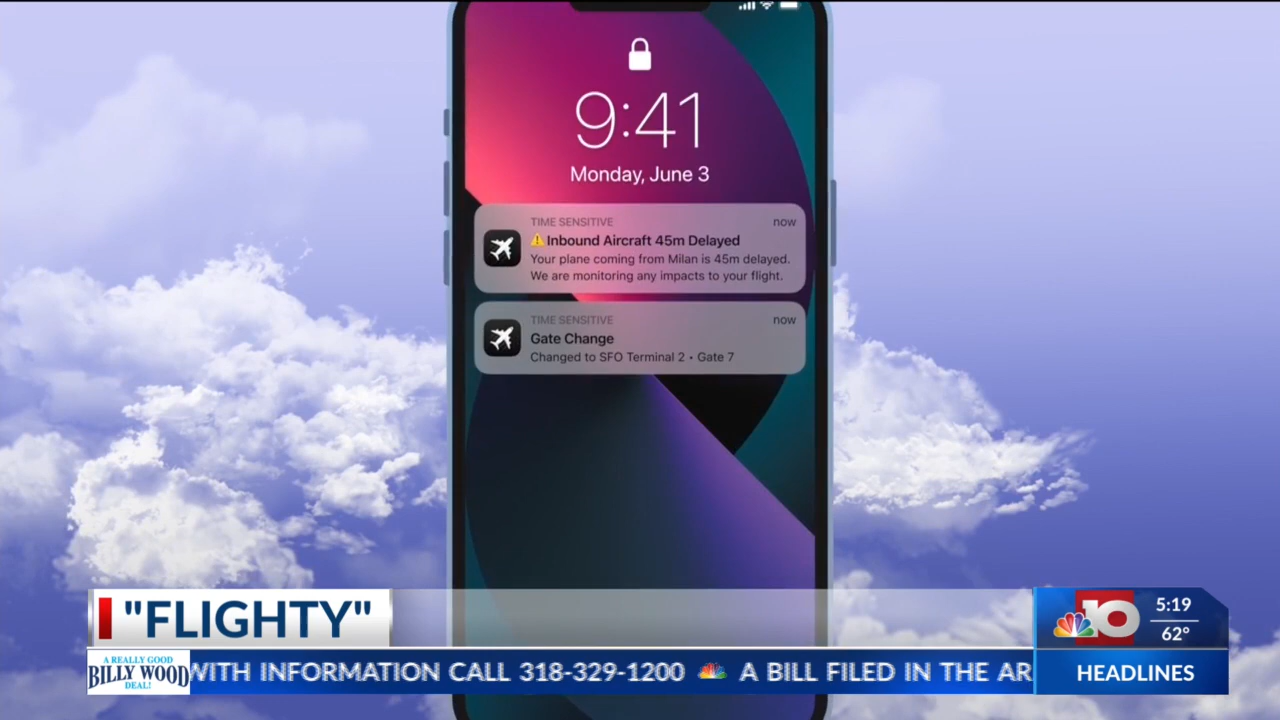 9:41
Monday, June 3
TIME SENSITIVE
now
Inbound Aircraft 45m Delayed
Your plane coming from Milan is 45m delayed.
We are monitoring any impacts to your flight.
TIME SENSITIVE
now
Gate Change
Changed to SFO Terminal 2 • Gate 7
"FLIGHTY"
10
5:19
62°
A REALLY GOOD
BILLY WOOD
DEAL!
WITH INFORMATION CALL 318-329-1200 A BILL FILED IN THE AR
HEADLINES